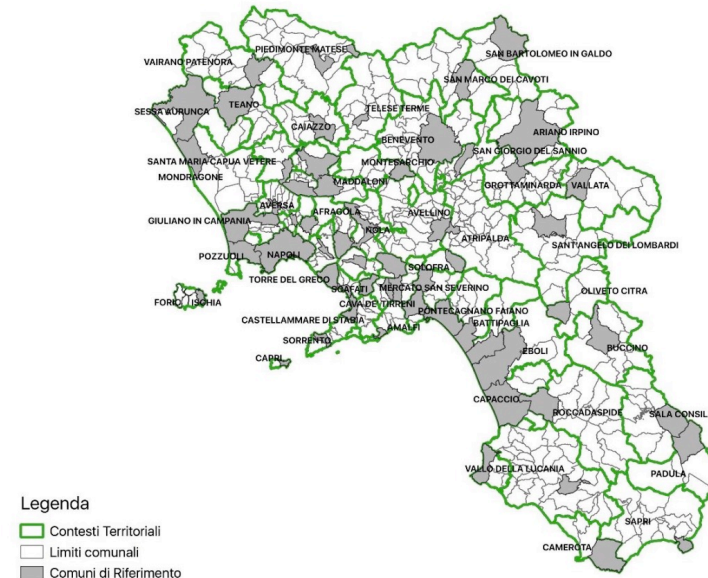 SAN BARTOLOMEO IN GALDO
PIEDIMONTE MATESE
VAIRANO PATENORA
SAN MARCO DEI CAVOTI
TEANO
SESSA AURUNCA
TELESE TERME
CAIAZZO
ARIANO IRPINO
BENEVENTO
SAN GIORGIO DEL SANNIO
SANTA MARIA CAPUA VETERE
MONTESARCHIO
MONDRAGONE
MADDALONI
GROTTAMINARDA
VALLATA
AVERSA
AFRAGOLA
AVELLINO
GIULIANO IN CAMPANIA
NOLA
ATRIPALDA
SANT'ANGELO DEI LOMBARDI
POZZUOLI
NAPOLI
SOLOFRA
TORRE DEL GRECO
SCAFATI
MERCATO SAN SEVERINO
OLIVETO CITRA
FORIO
ISCHIA
CAVA DE' TIRRENI
PONTECAGNANO FAIANO
CASTELLAMMARE DI STABIA
AMALFI
BATTIPAGLIA
SORRENTO
EBOLI
BUCCINO
CAPRI
CAPACCIO
ROCCADASPIDE
SALA CONSIL
VALLO DELLA LUCANIA
PADULA
SAPRI
CAMEROTA
Legenda
Contesti Territoriali
Limiti comunali
Comuni di Riferimento